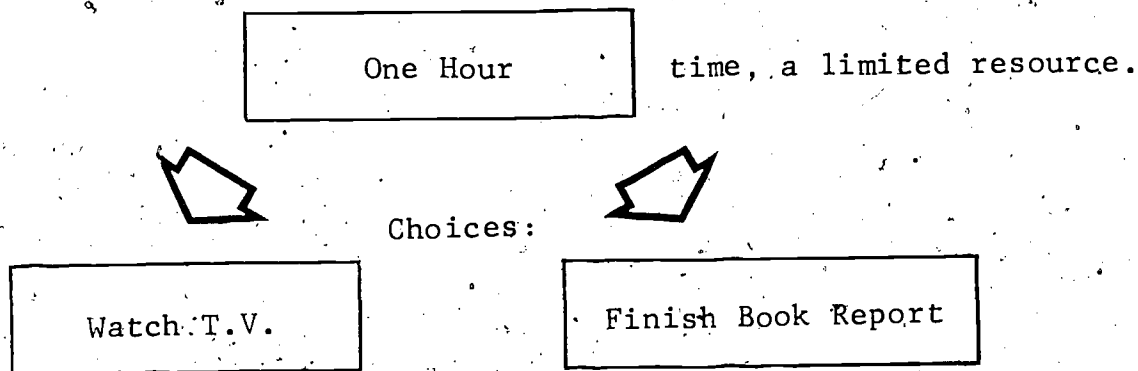 One Hour time, a limited resource.
Choices:
Watch T.V. Finish Book Report